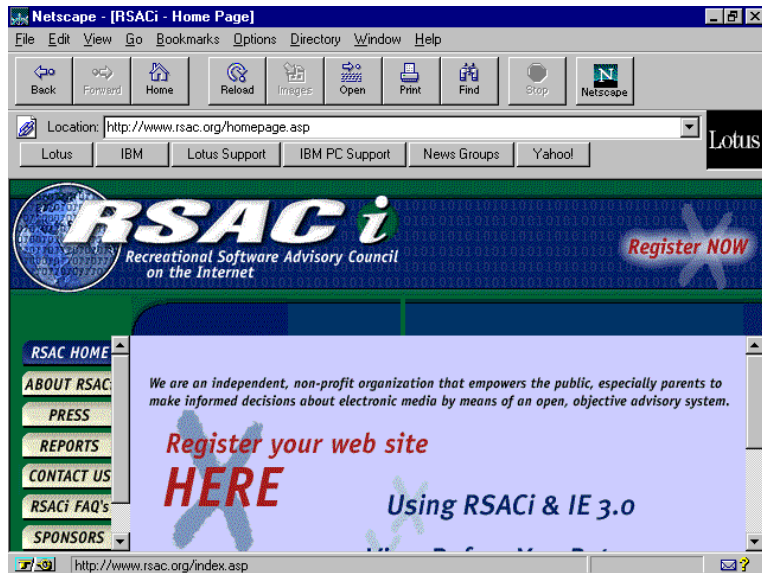 Netscape - [RSACi - Home Page]
File Edit View Go Bookmarks Options Directory Window Help
Back Forward Home Reload Images Open Print Find Stop Netscape
Location: http://www.rsac.org/homepage.asp
Lotus
Lotus IBM Lotus Support IBM PC Support News Groups Yahoo!
RSAC i
Recreational Software Advisory Council
on the Internet
Register NOW
RSAC HOME
ABOUT RSAC
PRESS
REPORTS
CONTACT US
RSACi FAQ's
SPONSORS
We are an independent, non-profit organization that empowers the public, especially parents to
make informed decisions about electronic media by means of an open, objective advisory system.
Register your web site
HERE
Using RSACi & IE 3.0
http://www.rsac.org/index.asp